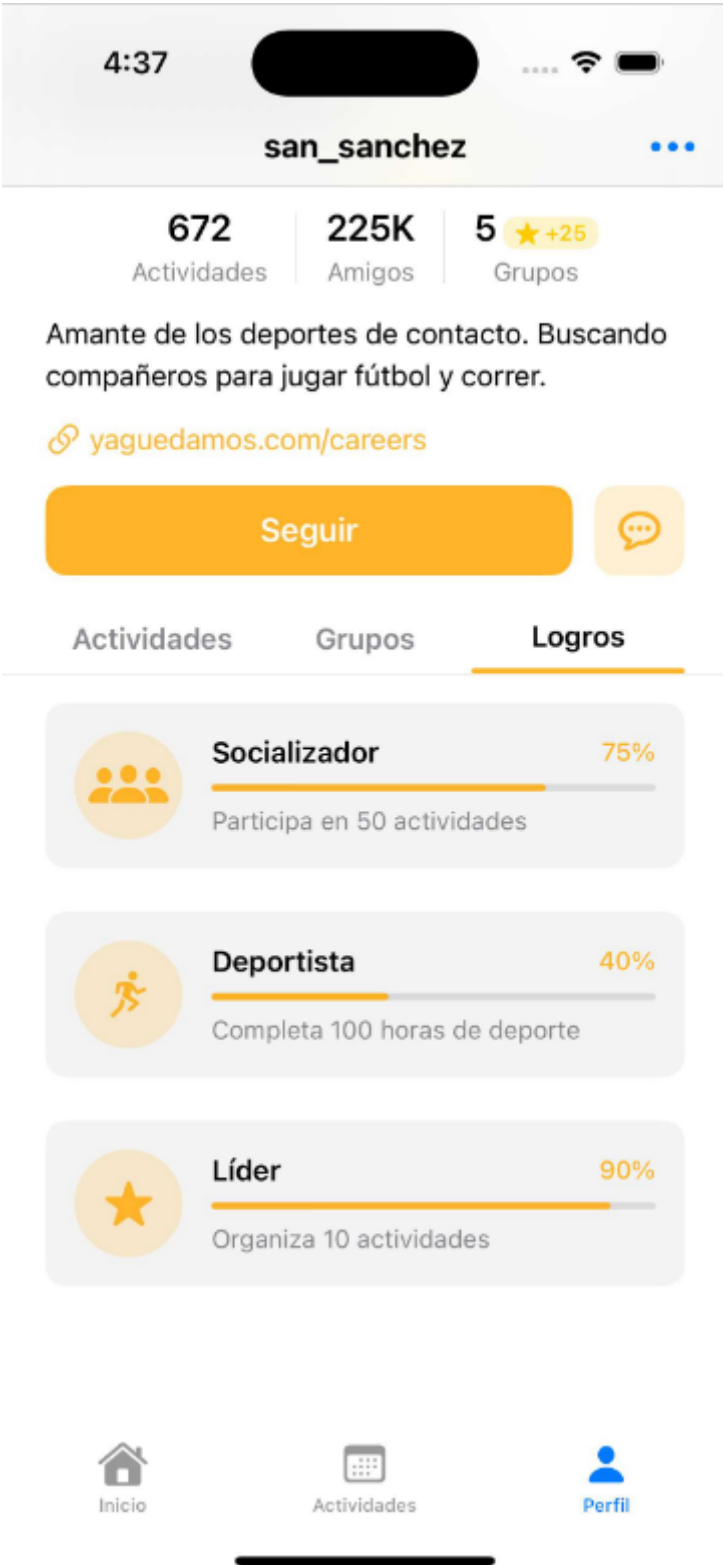 4:37
san_sanchez
672 225K 5 +25
Actividades Amigos Grupos
Amante de los deportes de contacto. Buscando
compañeros para jugar fútbol y correr.
yaguedamos.com/careers
Seguir
Actividades Grupos Logros
Socializador 75%
Participa en 50 actividades
Deportista 40%
Completa 100 horas de deporte
Líder 90%
Organiza 10 actividades
Inicio Actividades Perfil